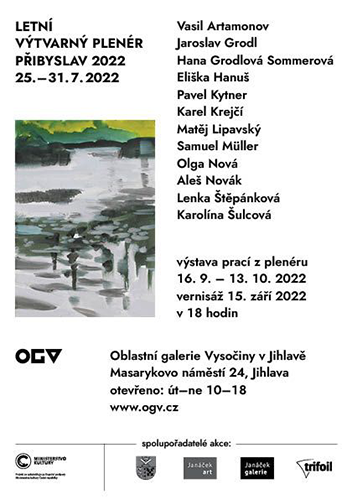 LETNÍ
VÝTVARNÝ PLENÉR
PŘIBYSLAV 2022
25. – 31. 7. 2022
Vasil Artamonov
Jaroslav Grodl
Hana Grodlová Sommerová
Eliška Hanuš
Pavel Kytner
Karel Krejčí
Matěj Lipavský
Samuel Müller
Olga Nová
Aleš Novák
Lenka Štěpánková
Karolína Šulcová
výstava prací z plenéru
16. 9. – 13. 10. 2022
vernisáž 15. září 2022
v 18 hodin
OGV
Oblastní galerie Vysočiny v Jihlavě
Masarykovo náměstí 24, Jihlava
otevřeno: út–ne 10–18
www.ogv.cz
spolupořadatelé akce:
MINISTERSTVO
KULTURY
Janáček
art
Janáček
galerie
trifoil